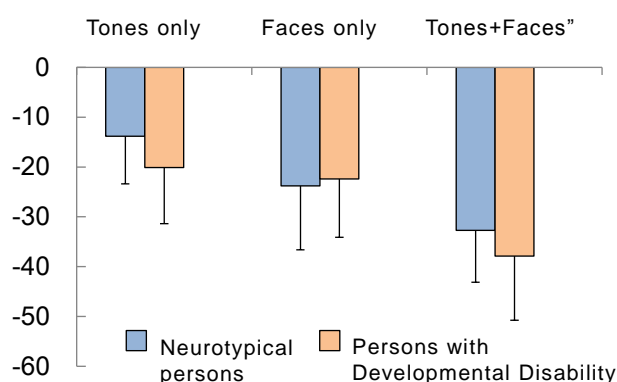 Tones only Faces only Tones+Faces”
0
-10
-20
-30
-40
-50
-60
Neurotypical persons
Persons with Developmental Disability